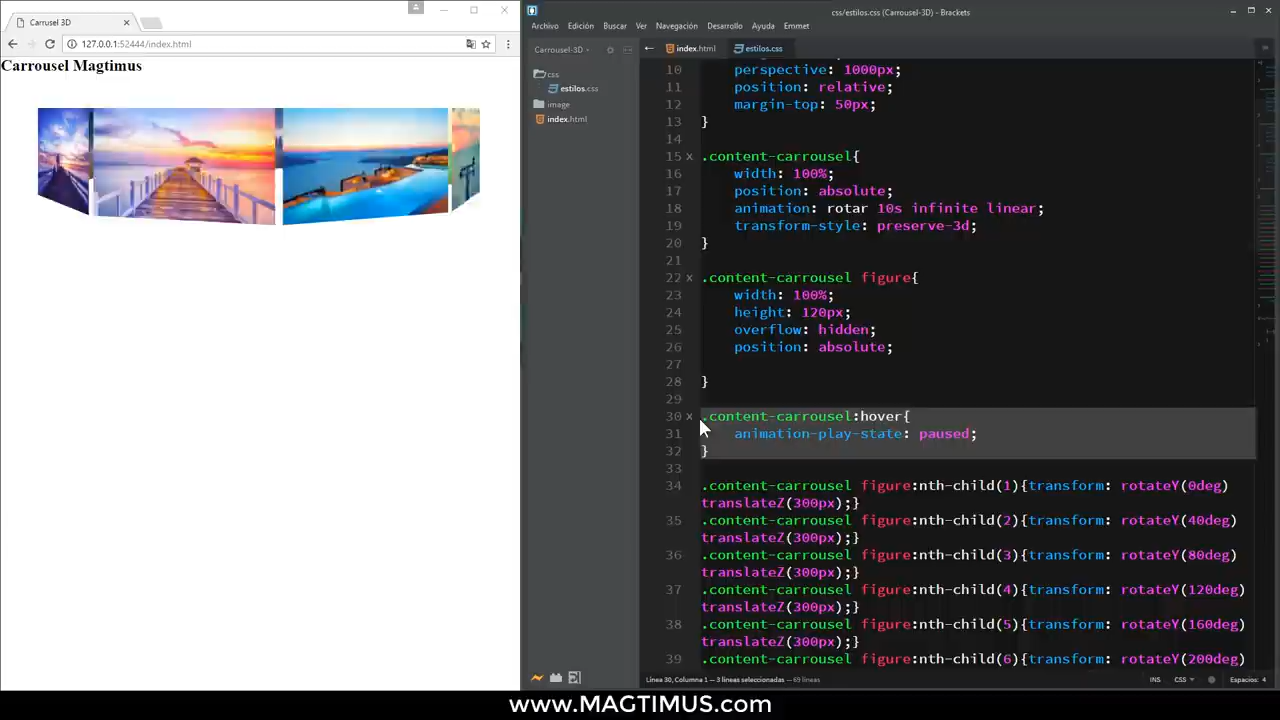 Carrusel 3D
127.0.0.1:52444/index.html
Carrousel Magtimus
css/estilos.css (Carrousel-3D) - Brackets
Archivo Edición Buscar Ver Navegación Desarrollo Ayuda Emmet
Carrousel-3D
css
estilos.css
image
index.html
index.html estilos.css
10 perspective: 1000px;
11 position: relative;
12 margin-top: 50px;
13 }
14
15 .content-carrousel{
16 width: 100%;
17 position: absolute;
18 animation: rotar 10s infinite linear;
19 transform-style: preserve-3d;
20 }
21
22 .content-carrousel figure{
23 width: 100%;
24 height: 120px;
25 overflow: hidden;
26 position: absolute;
27
28 }
29
30 .content-carrousel:hover{
31 animation-play-state: paused;
32 }
33
34 .content-carrousel figure:nth-child(1){transform: rotateY(0deg)
translateZ(300px);}
35 .content-carrousel figure:nth-child(2){transform: rotateY(40deg)
translateZ(300px);}
36 .content-carrousel figure:nth-child(3){transform: rotateY(80deg)
translateZ(300px);}
37 .content-carrousel figure:nth-child(4){transform: rotateY(120deg)
translateZ(300px);}
38 .content-carrousel figure:nth-child(5){transform: rotateY(160deg)
translateZ(300px);}
39 .content-carrousel figure:nth-child(6){transform: rotateY(200deg)
Línea 30, Columna 1 — 3 líneas seleccionadas — 69 líneas
INS CSS Espacios: 4
www.MAGTIMUS.com